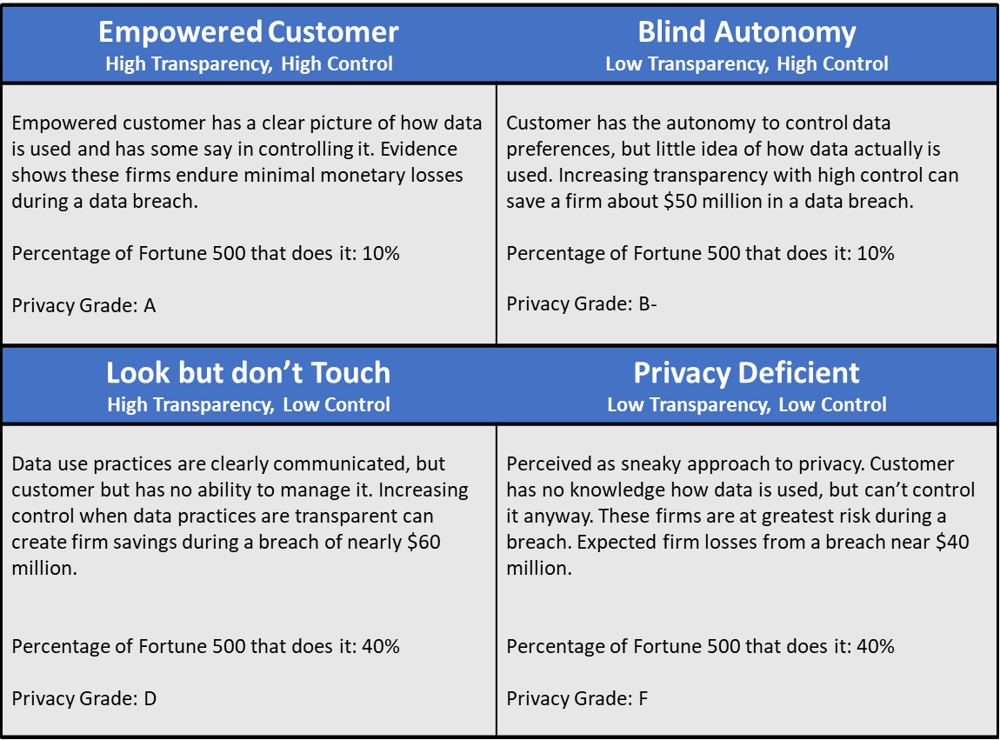 Empowered Customer
High Transparency, High Control
Empowered customer has a clear picture of how data
is used and has some say in controlling it. Evidence
shows these firms endure minimal monetary losses
during a data breach.
Percentage of Fortune 500 that does it: 10%
Privacy Grade: A
Blind Autonomy
Low Transparency, High Control
Customer has the autonomy to control data
preferences, but little idea of how data actually is
used. Increasing transparency with high control can
save a firm about $50 million in a data breach.
Percentage of Fortune 500 that does it: 10%
Privacy Grade: B-
Look but don’t Touch
High Transparency, Low Control
Data use practices are clearly communicated, but
customer but has no ability to manage it. Increasing
control when data practices are transparent can
create firm savings during a breach of nearly $60
million.
Percentage of Fortune 500 that does it: 40%
Privacy Grade: D
Privacy Deficient
Low Transparency, Low Control
Perceived as sneaky approach to privacy. Customer
has no knowledge how data is used, but can’t control
it anyway. These firms are at greatest risk during a
breach. Expected firm losses from a breach near $40
million.
Percentage of Fortune 500 that does it: 40%
Privacy Grade: F